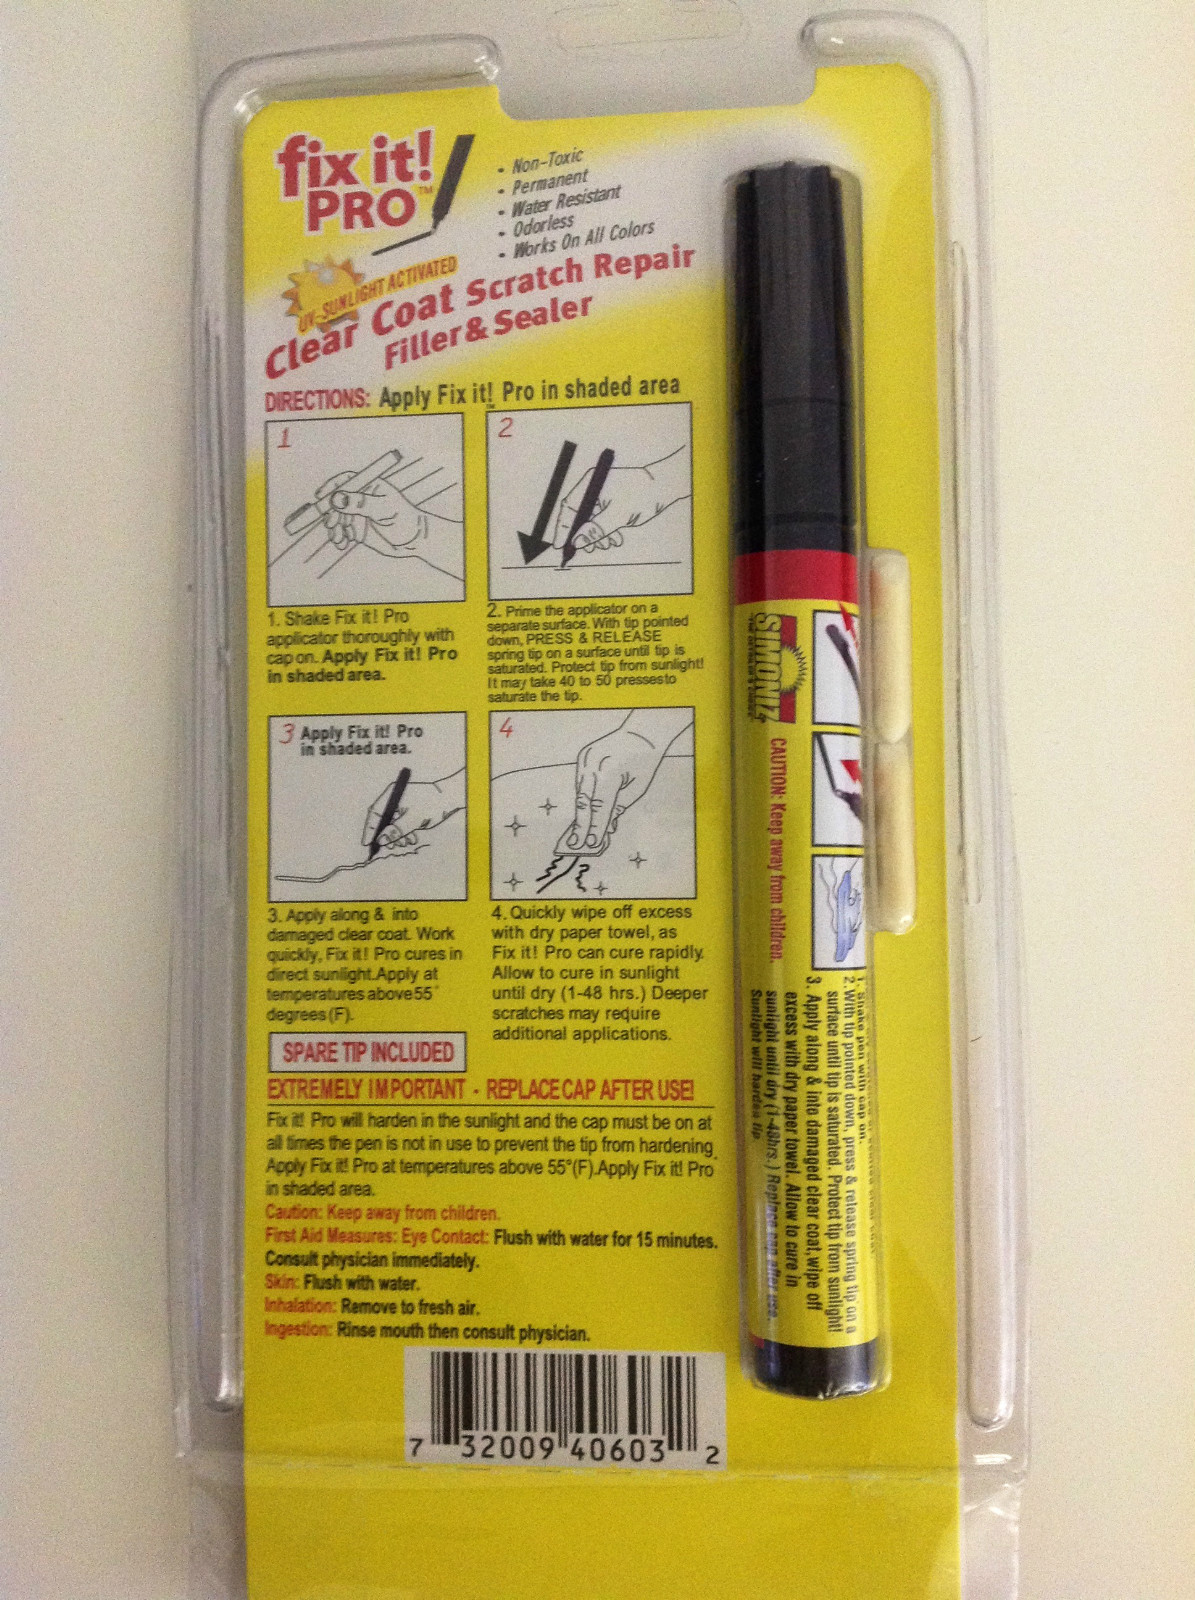 fix it!
PRO™
• Non-Toxic
• Permanent
• Water Resistant
• Odorless
• Works On All Colors
UV-SUNLIGHT ACTIVATED
Clear Coat Scratch Repair
Filler & Sealer
DIRECTIONS: Apply Fix it!™ Pro in shaded area
1
2
1. Shake Fix it! Pro
applicator thoroughly with
cap on. Apply Fix it! Pro
in shaded area.
2. Prime the applicator on a
separate surface. With tip pointed
down, PRESS & RELEASE
spring tip on a surface until tip is
saturated. Protect tip from sunlight!
It may take 40 to 50 pressesto
saturate the tip.
3 Apply Fix it! Pro
in shaded area.
4
3. Apply along & into
damaged clear coat. Work
quickly, Fix it! Pro cures in
direct sunlight.Apply at
temperatures above 55°
degrees (F).
4. Quickly wipe off excess
with dry paper towel, as
Fix it! Pro can cure rapidly.
Allow to cure in sunlight
until dry (1-48 hrs.) Deeper
scratches may require
additional applications.
SPARE TIP INCLUDED
EXTREMELY IMPORTANT - REPLACE CAP AFTER USE!
Fix it! Pro will harden in the sunlight and the cap must be on at
all times the pen is not in use to prevent the tip from hardening.
Apply Fix it! Pro at temperatures above 55°(F).Apply Fix it! Pro
in shaded area.
Caution: Keep away from children.
First Aid Measures: Eye Contact: Flush with water for 15 minutes.
Consult physician immediately.
Skin: Flush with water.
Inhalation: Remove to fresh air.
Ingestion: Rinse mouth then consult physician.
7 32009 40603 2
SIMONIZ
CAUTION: Keep away from children.
1. Shake pen with cap on.
2. With tip pointed down, press & release spring tip on a
surface until tip is saturated. Protect tip from sunlight!
3. Apply along & into damaged clear coat, wipe off
excess with dry paper towel. Allow to cure in
sunlight until dry (1-48hrs.) Replace cap after use.
Sunlight will harden tip.